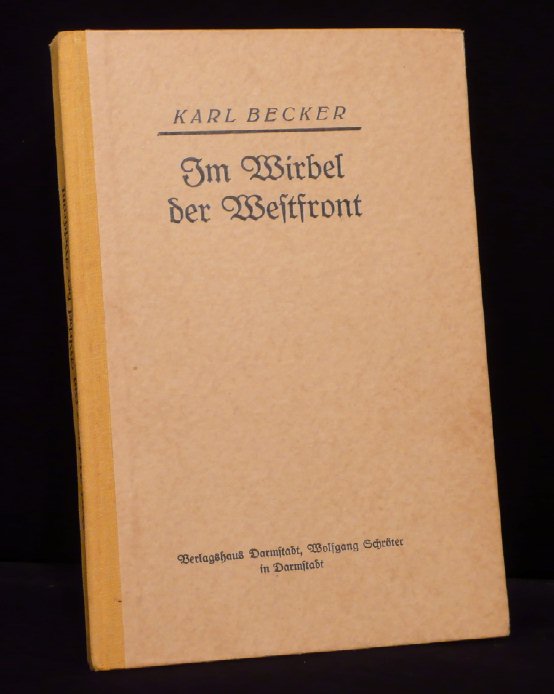 KARL BECKER
Im Wirbel
der Westfront
Verlagshaus Darmstadt, Wolfgang Schröter
in Darmstadt